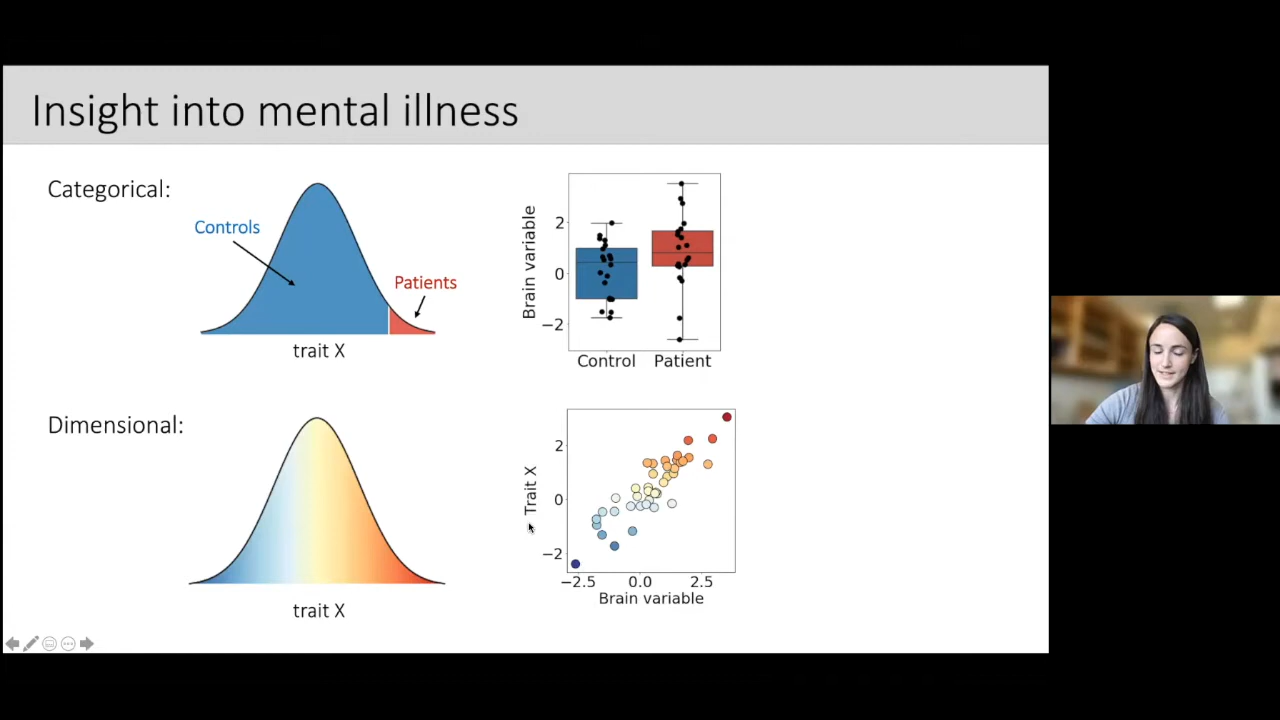 Insight into mental illness
Categorical:
Controls
Patients
trait X
Brain variable
2
0
−2
Control
Patient
Dimensional:
trait X
Trait X
2
0
−2
−2.5
0.0
2.5
Brain variable